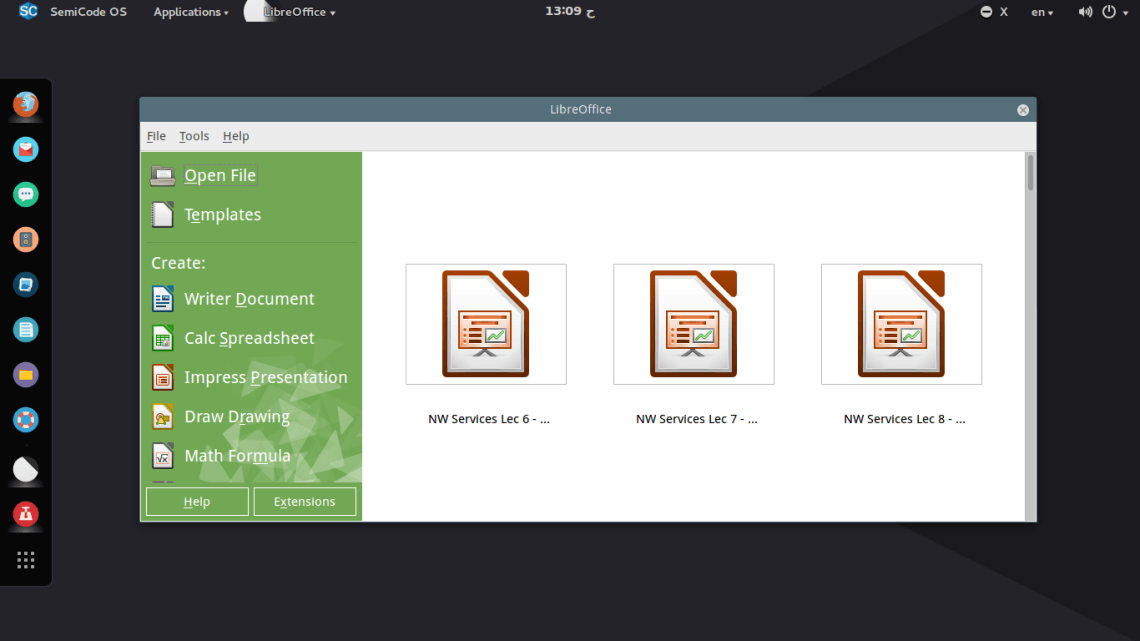 SC SemiCode OS Applications LibreOffice 13:09 ح X en
LibreOffice
File Tools Help
Open File
Templates
Create:
Writer Document
Calc Spreadsheet
Impress Presentation
Draw Drawing
Math Formula
Help Extensions
NW Services Lec 6 - ... NW Services Lec 7 - ... NW Services Lec 8 - ...